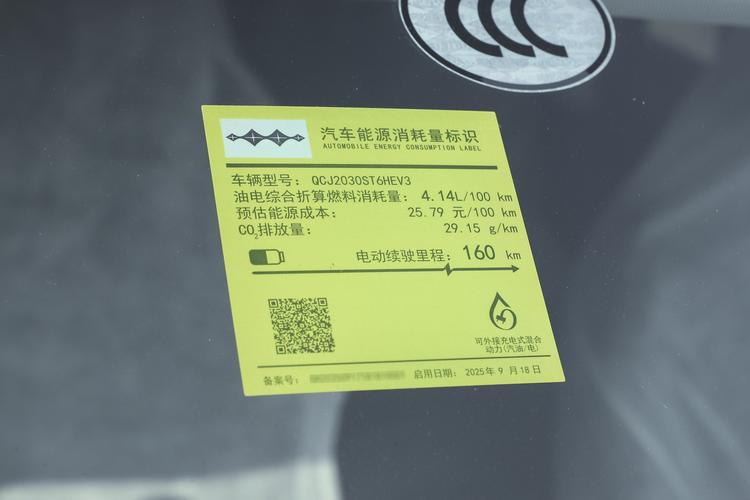 CCC
汽车能源消耗量标识
AUTOMOBILE ENERGY CONSUMPTION LABEL
车辆型号: QCJ2030ST6HEV3
油电综合折算燃料消耗量: 4.14L/100 km
预估能源成本: 25.79 元/100 km
CO₂排放量: 29.15 g/km
电动续驶里程: 160 km
可外接充电式混合
动力(汽油/电)
备案号: 启用日期: 2025年 9 月 18 日